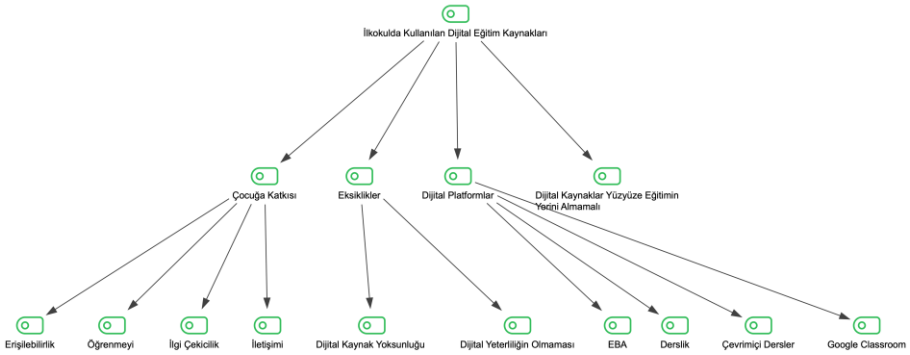 İlkokulda Kullanılan Dijital Eğitim Kaynakları
Çocuğa Katkısı
Eksiklikler
Dijital Platformlar
Dijital Kaynaklar Yüzyüze Eğitimin
Yerini Almamalı
Erişilebilirlik
Öğrenmeyi
İlgi Çekicilik
İletişimi
Dijital Kaynak Yoksunluğu
Dijital Yeterliliğin Olmaması
EBA
Derslik
Çevrimiçi Dersler
Google Classroom